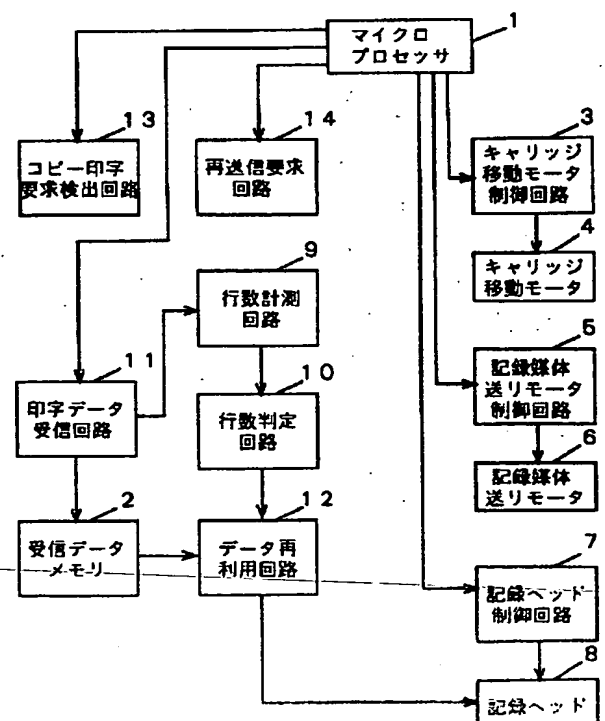 1
マイクロ
プロセッサ
13
コピー印字
要求検出回路
14
再送信要求
回路
3
キャリッジ
移動モータ
制御回路
4
キャリッジ
移動モータ
9
行数計測
回路
5
記録媒体
送リモータ
制御回路
11
印字データ
受信回路
10
行数判定
回路
6
記録媒体
送リモータ
2
受信データ
メモリ
12
データ再
利用回路
7
記録ヘッド
制御回路
8
記録ヘッド